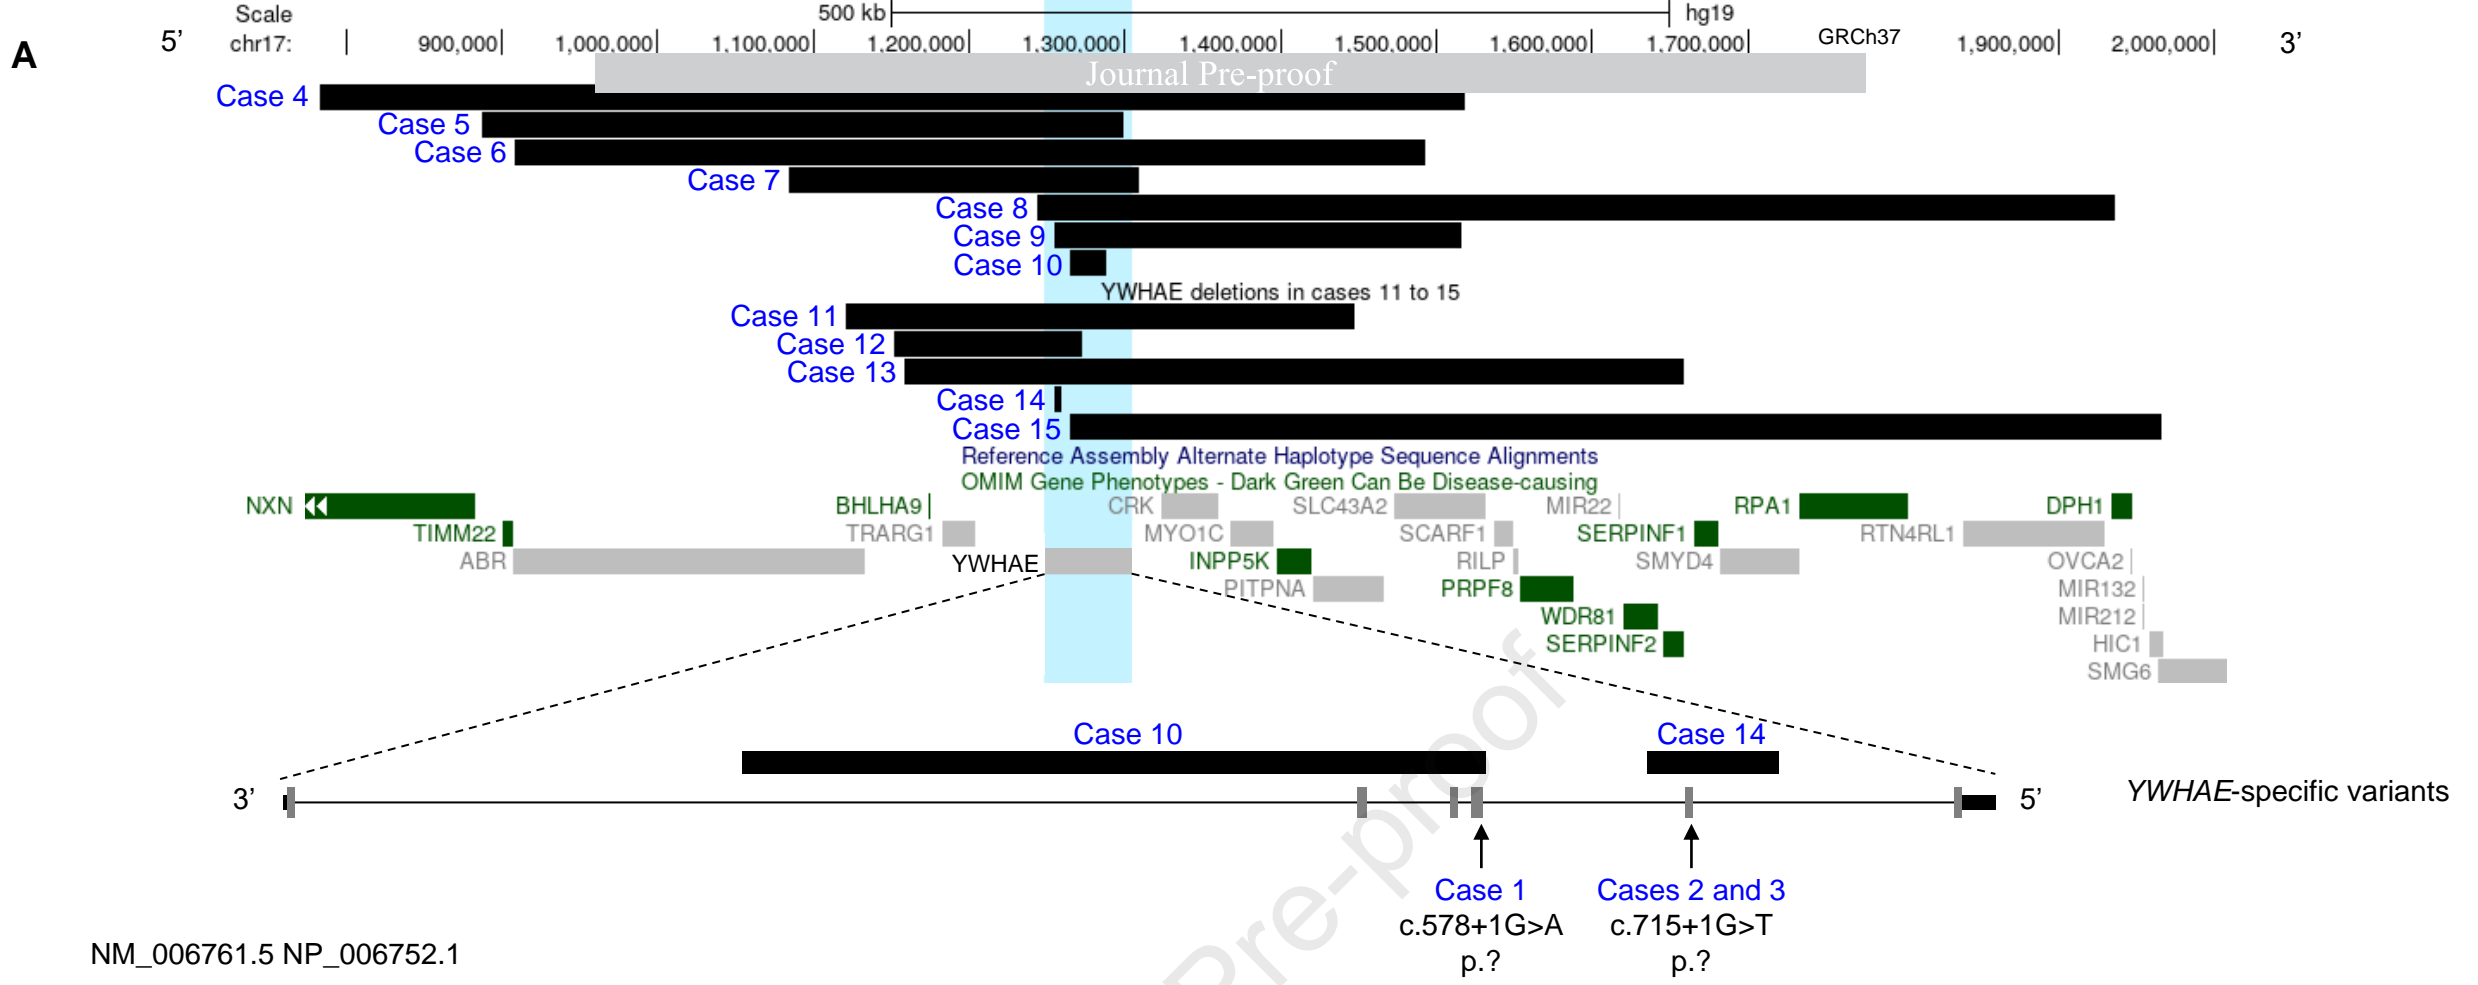 A
Scale 500 kb hg19
5’ chr17: 900,000 1,000,000 1,100,000 1,200,000 1,300,000 1,400,000 1,500,000 1,600,000 1,700,000 GRCh37 1,900,000 2,000,000 3’
Journal Pre-proof
Case 4
Case 5
Case 6
Case 7
Case 8
Case 9
Case 10
YWHAE deletions in cases 11 to 15
Case 11
Case 12
Case 13
Case 14
Case 15
Reference Assembly Alternate Haplotype Sequence Alignments
OMIM Gene Phenotypes - Dark Green Can Be Disease-causing
NXN BHLHA9 CRK SLC43A2 MIR22 RPA1 DPH1
TIMM22 TRARG1 MYO1C SCARF1 SERPINF1 RTN4RL1
ABR YWHAE INPP5K RILP SMYD4 OVCA2
PITPNA PRPF8 MIR132
WDR81 MIR212
SERPINF2 HIC1
SMG6
Case 10 Case 14
3’ 5’ YWHAE-specific variants
Case 1 Cases 2 and 3
c.578+1G>A c.715+1G>T
p.? p.?
NM_006761.5 NP_006752.1
Pre-proof